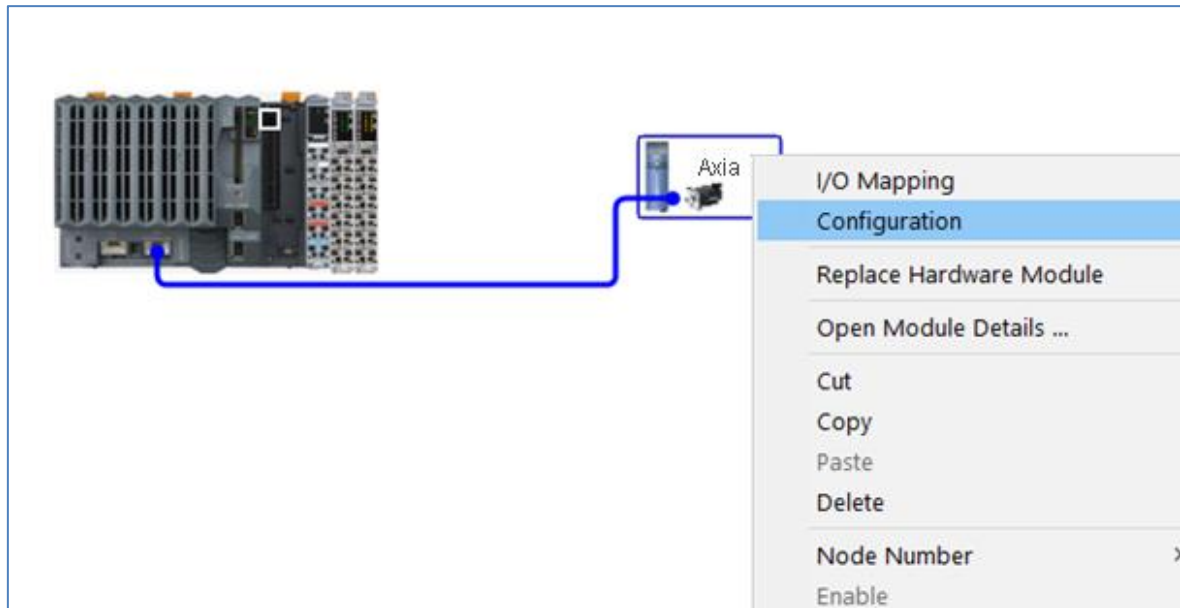 Axia
I/O Mapping
Configuration
Replace Hardware Module
Open Module Details ...
Cut
Copy
Paste
Delete
Node Number
Enable